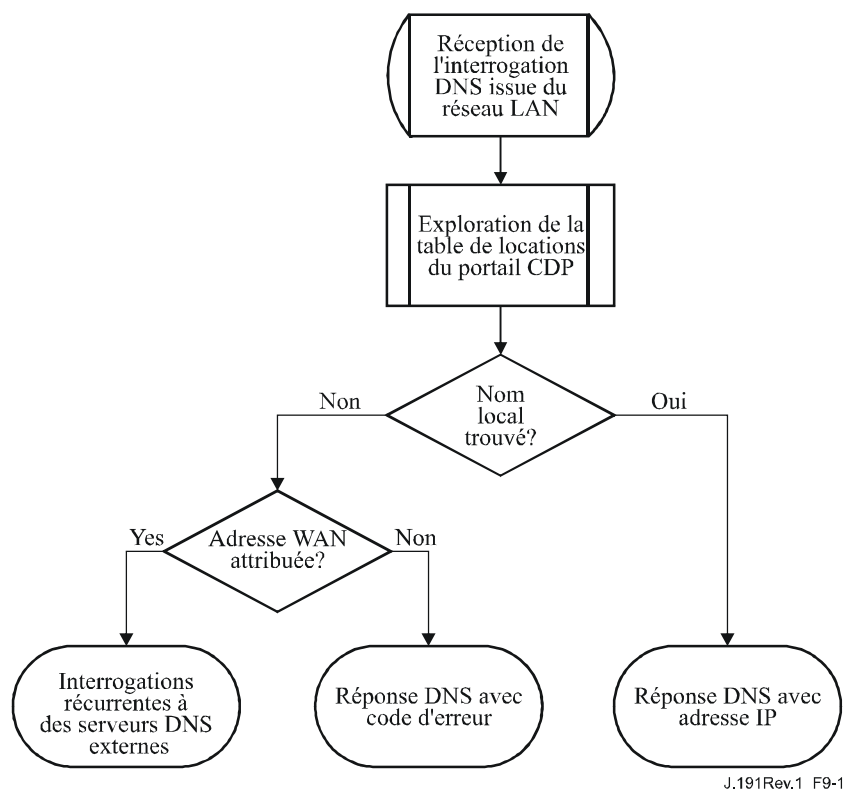 Réception de
l'interrogation
DNS issue du
réseau LAN
Exploration de la
table de locations
du portail CDP
Nom
local
trouvé?
Non
Oui
Adresse WAN
attribuée?
Yes
Non
Interrogations
récurrentes à
des serveurs DNS
externes
Réponse DNS avec
code d'erreur
Réponse DNS avec
adresse IP
J.191Rev.1_F9-1